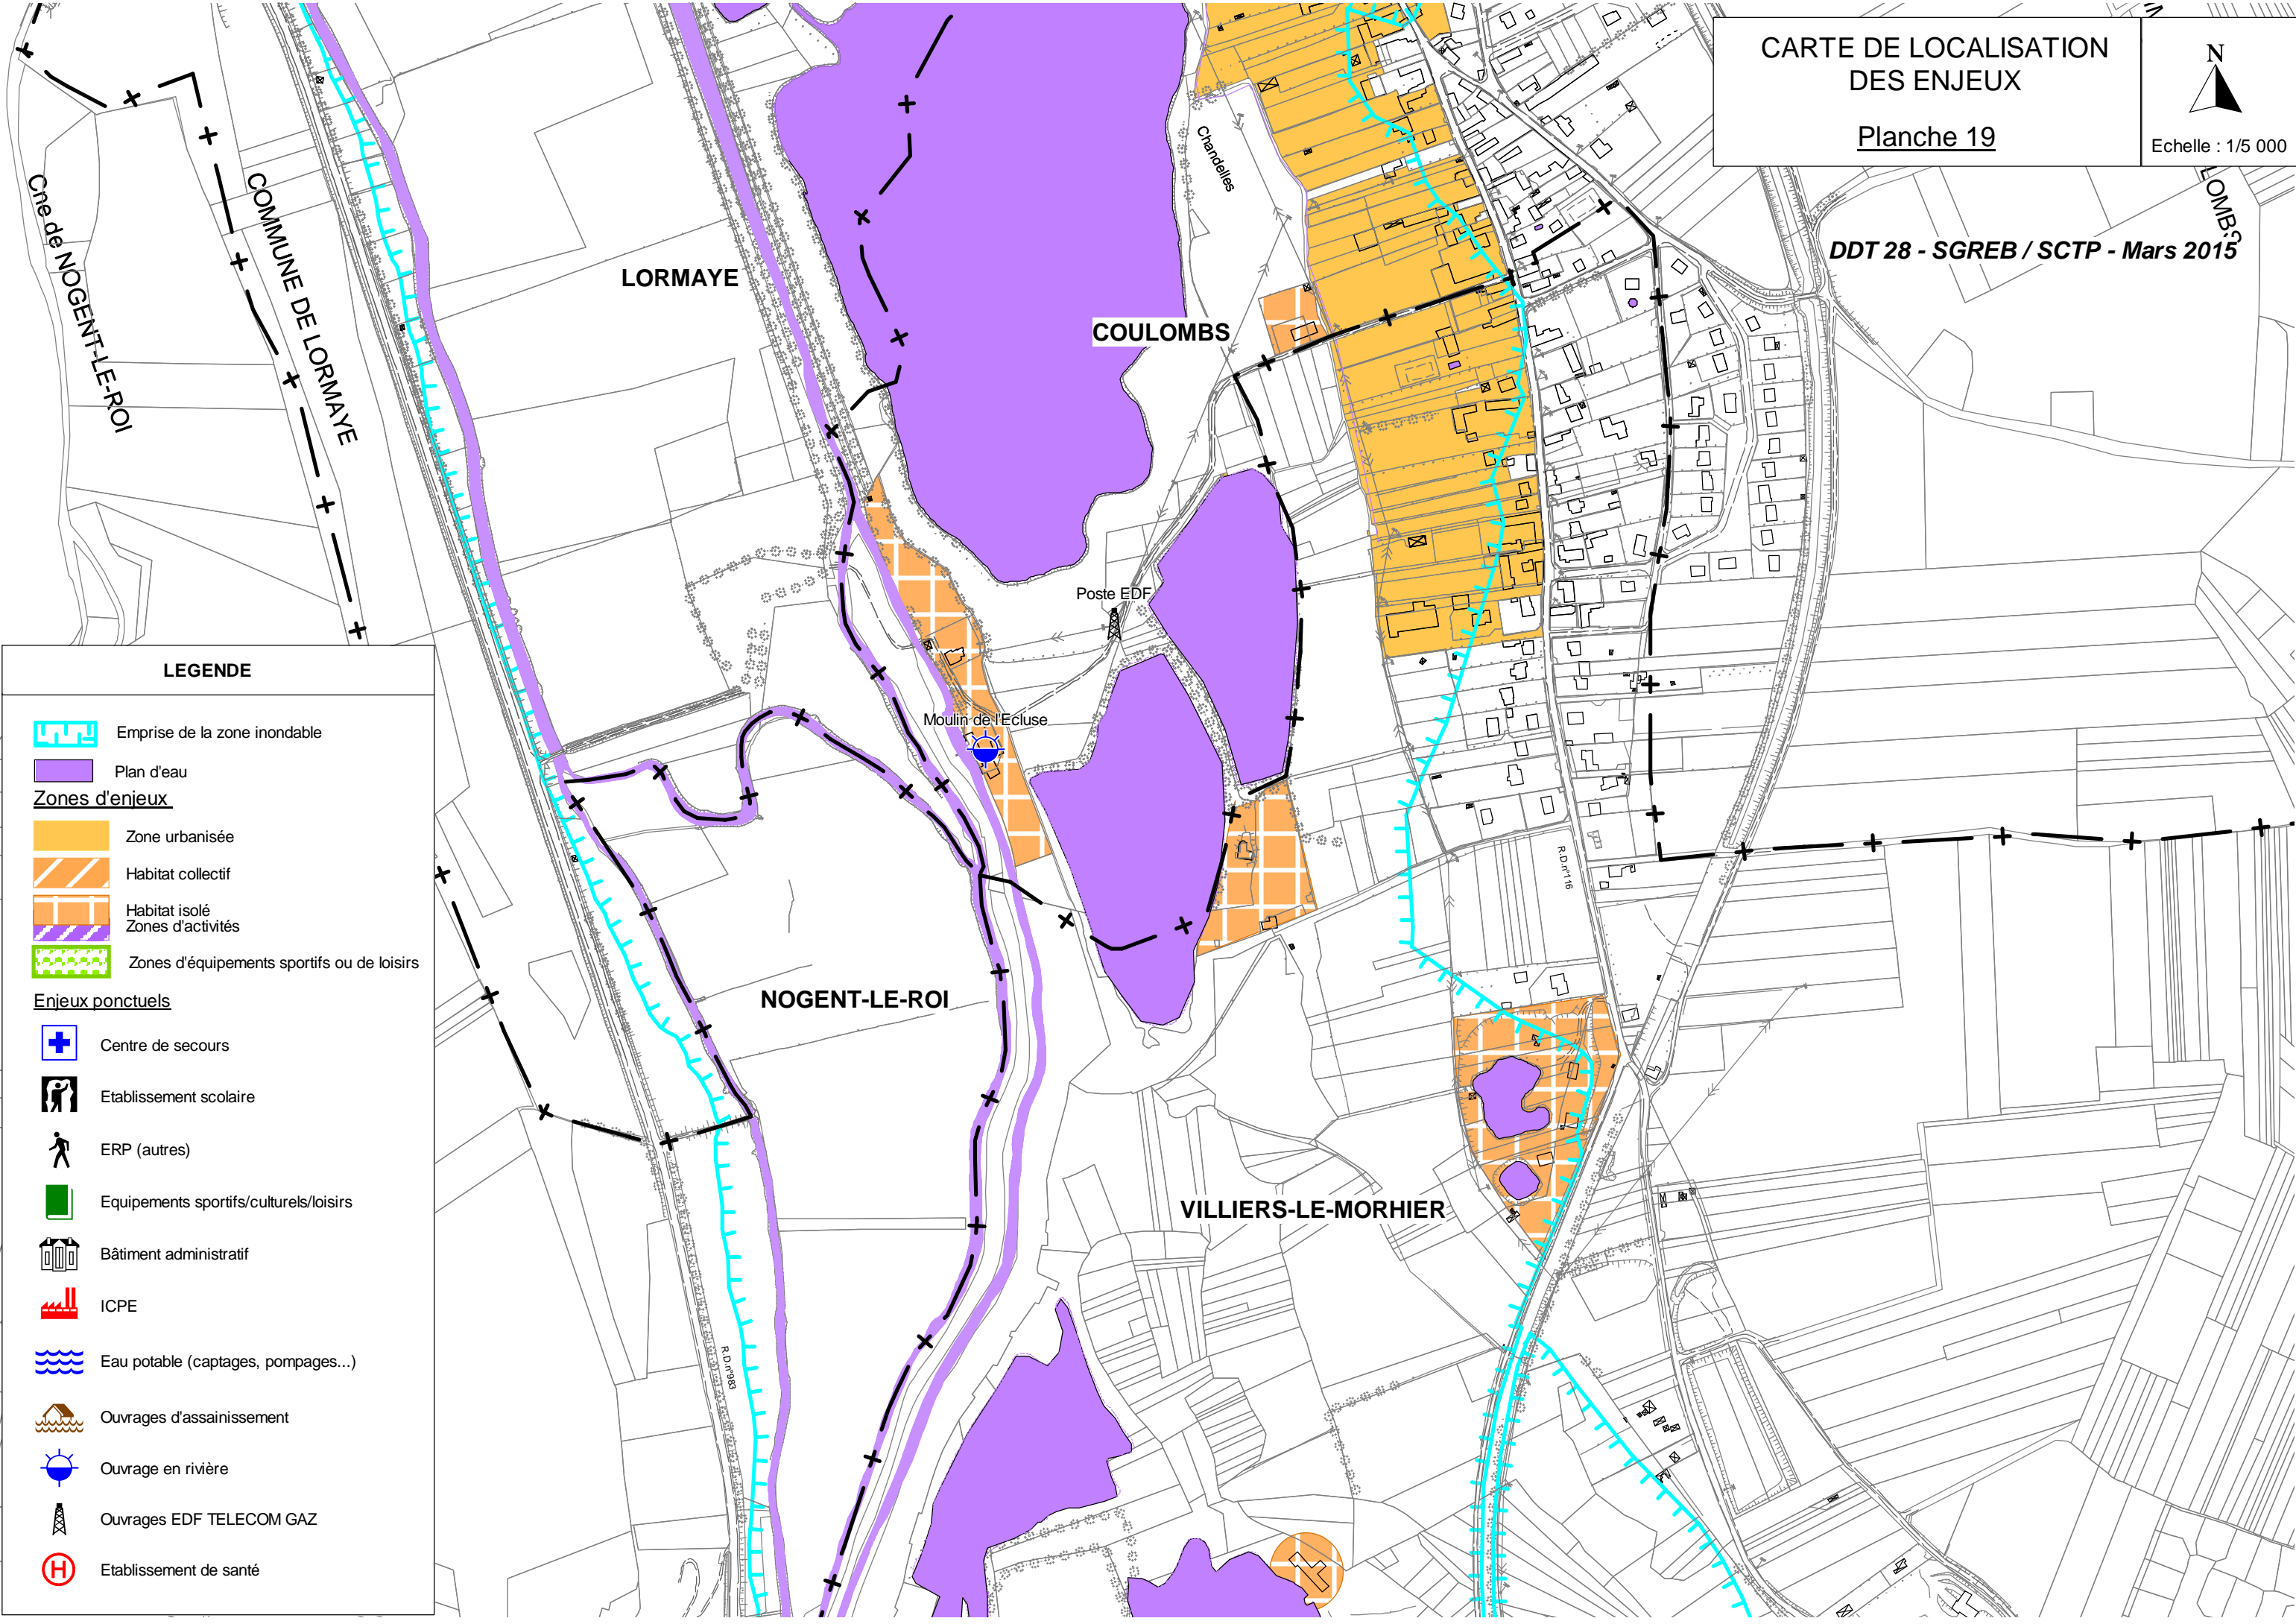 CARTE DE LOCALISATION
DES ENJEUX
Planche 19
N
Echelle : 1/5 000
DDT 28 - SGREB / SCTP - Mars 2015
Cne de NOGENT-LE-ROI
COMMUNE DE LORMAYE
LORMAYE
COULOMBS
Chandelles
Poste EDF
Moulin de l'Ecluse
NOGENT-LE-ROI
VILLIERS-LE-MORHIER
R.D.n°116
R.D.n°983
LEGENDE
Emprise de la zone inondable
Plan d'eau
Zones d'enjeux
Zone urbanisée
Habitat collectif
Habitat isolé
Zones d'activités
Zones d'équipements sportifs ou de loisirs
Enjeux ponctuels
Centre de secours
Etablissement scolaire
ERP (autres)
Equipements sportifs/culturels/loisirs
Bâtiment administratif
ICPE
Eau potable (captages, pompages...)
Ouvrages d'assainissement
Ouvrage en rivière
Ouvrages EDF TELECOM GAZ
H
Etablissement de santé